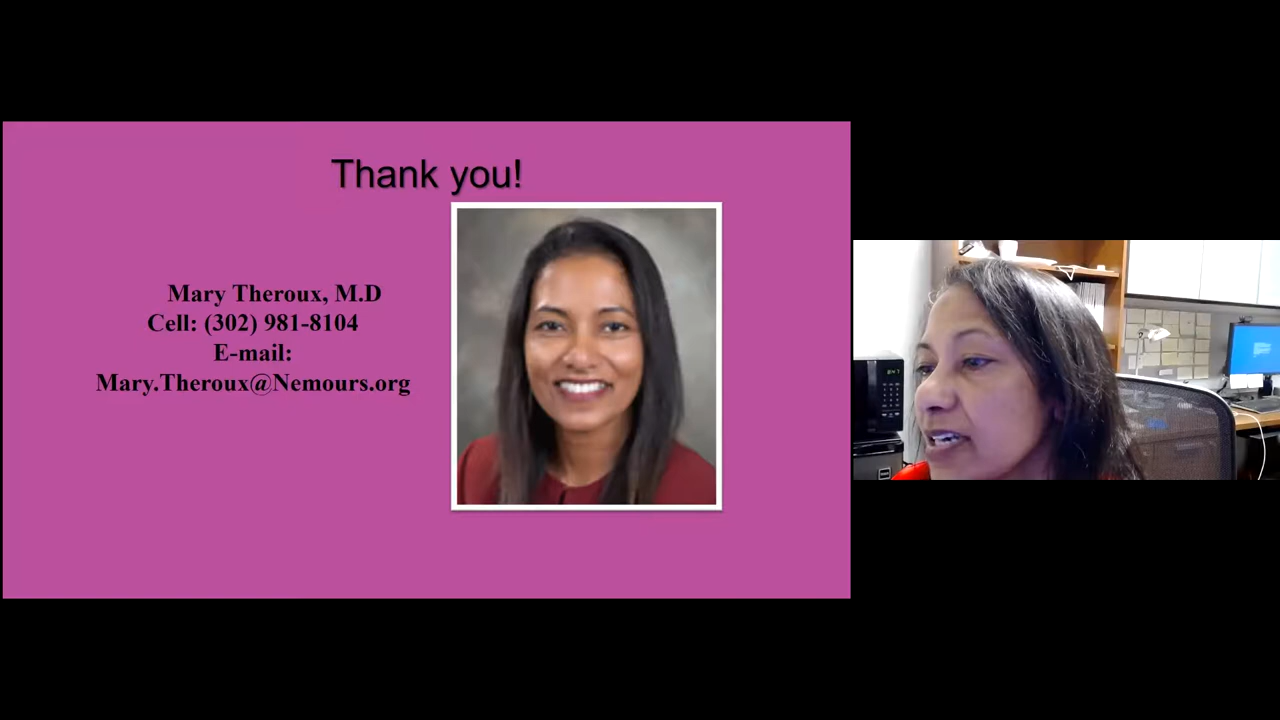 Thank you!
Mary Theroux, M.D
Cell: (302) 981-8104
E-mail:
Mary.Theroux@Nemours.org